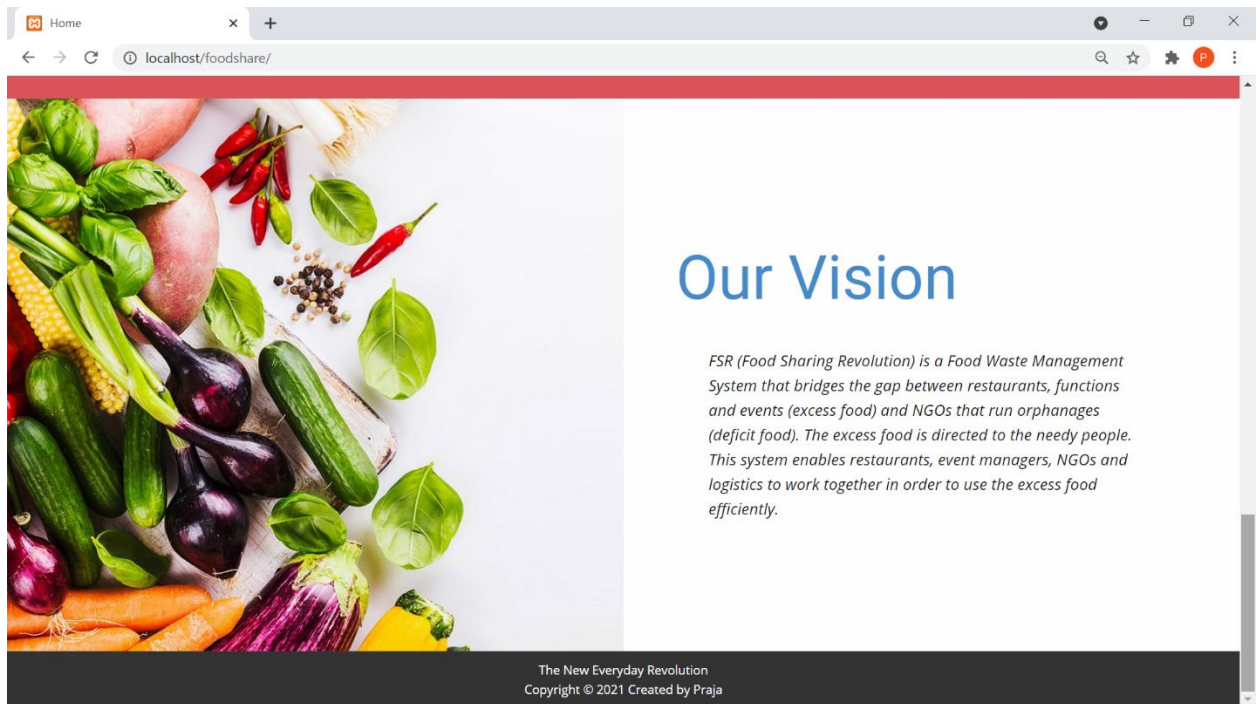 Home
localhost/foodshare/
P
Our Vision
FSR (Food Sharing Revolution) is a Food Waste Management
System that bridges the gap between restaurants, functions
and events (excess food) and NGOs that run orphanages
(deficit food). The excess food is directed to the needy people.
This system enables restaurants, event managers, NGOs and
logistics to work together in order to use the excess food
efficiently.
The New Everyday Revolution
Copyright © 2021 Created by Praja